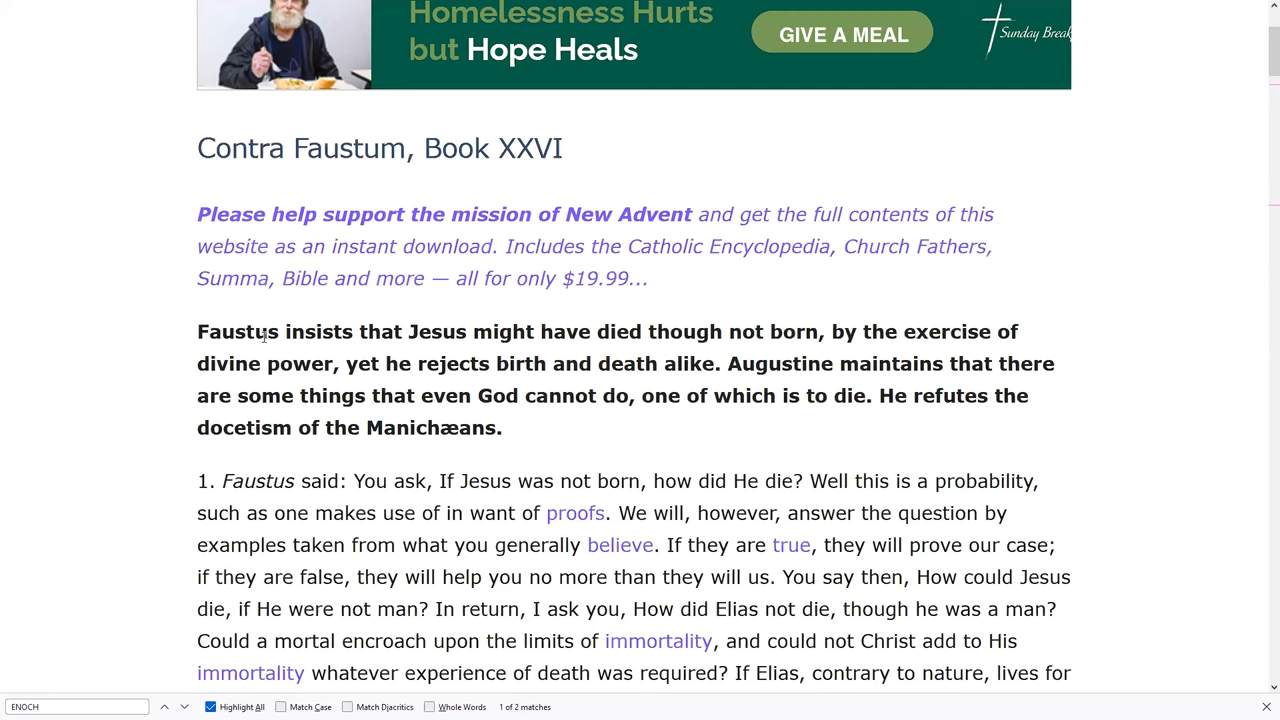 Homelessness Hurts
but Hope Heals
GIVE A MEAL
Sunday Break
Contra Faustum, Book XXVI
Please help support the mission of New Advent and get the full contents of this
website as an instant download. Includes the Catholic Encyclopedia, Church Fathers,
Summa, Bible and more — all for only $19.99...
Faustus insists that Jesus might have died though not born, by the exercise of
divine power, yet he rejects birth and death alike. Augustine maintains that there
are some things that even God cannot do, one of which is to die. He refutes the
docetism of the Manichæans.
1. Faustus said: You ask, If Jesus was not born, how did He die? Well this is a probability,
such as one makes use of in want of proofs. We will, however, answer the question by
examples taken from what you generally believe. If they are true, they will prove our case;
if they are false, they will help you no more than they will us. You say then, How could Jesus
die, if He were not man? In return, I ask you, How did Elias not die, though he was a man?
Could a mortal encroach upon the limits of immortality, and could not Christ add to His
immortality whatever experience of death was required? If Elias, contrary to nature, lives for
ENOCH
Highlight All
Match Case
Match Diacritics
Whole Words
1 of 2 matches